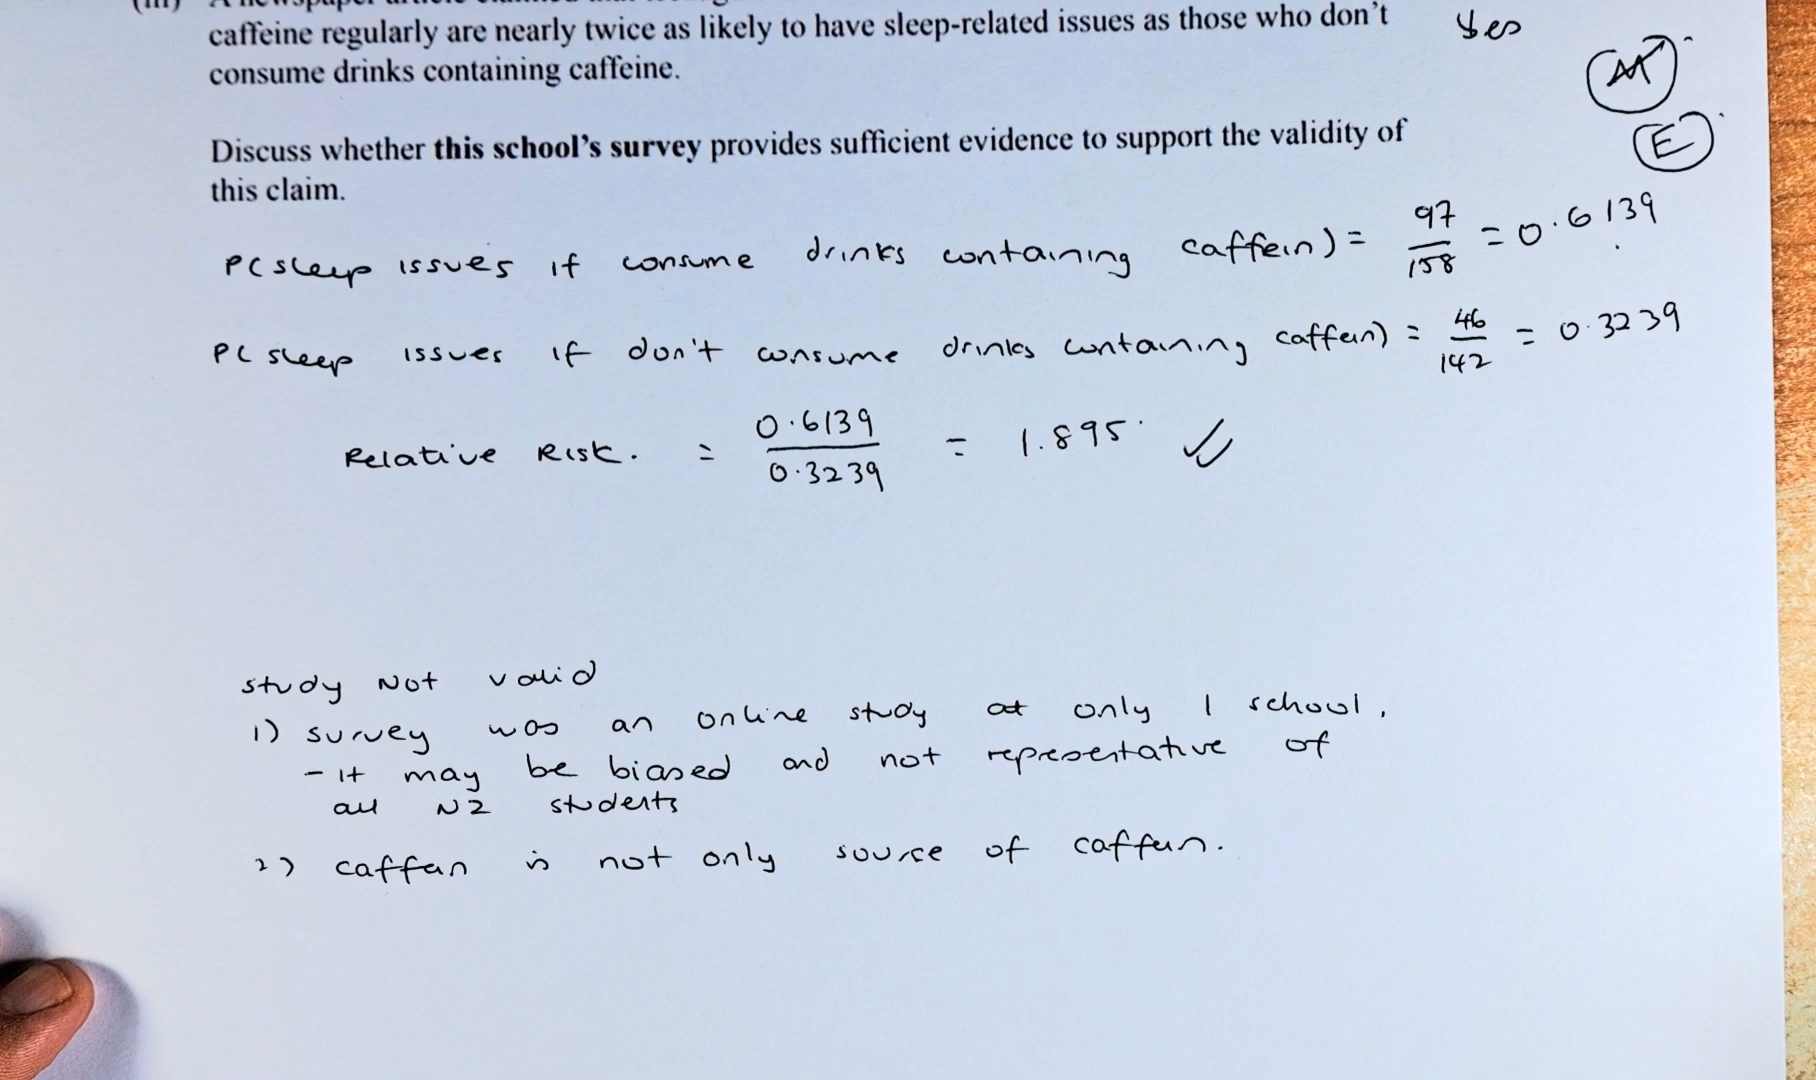 (iii)
caffeine regularly are nearly twice as likely to have sleep-related issues as those who don't
consume drinks containing caffeine.
Yes
M
E
Discuss whether this school's survey provides sufficient evidence to support the validity of
this claim.
P(sleep issues if consume drinks containing caffein) = 97/158 = 0.6139
P(sleep issues if don't consume drinks containing caffein) = 46/142 = 0.3239
Relative Risk. = 0.6139/0.3239 = 1.895
study Not valid
1) survey was an online study at only 1 school.
- it may be biased and not representative of
all NZ students
2) caffein is not only source of caffein.